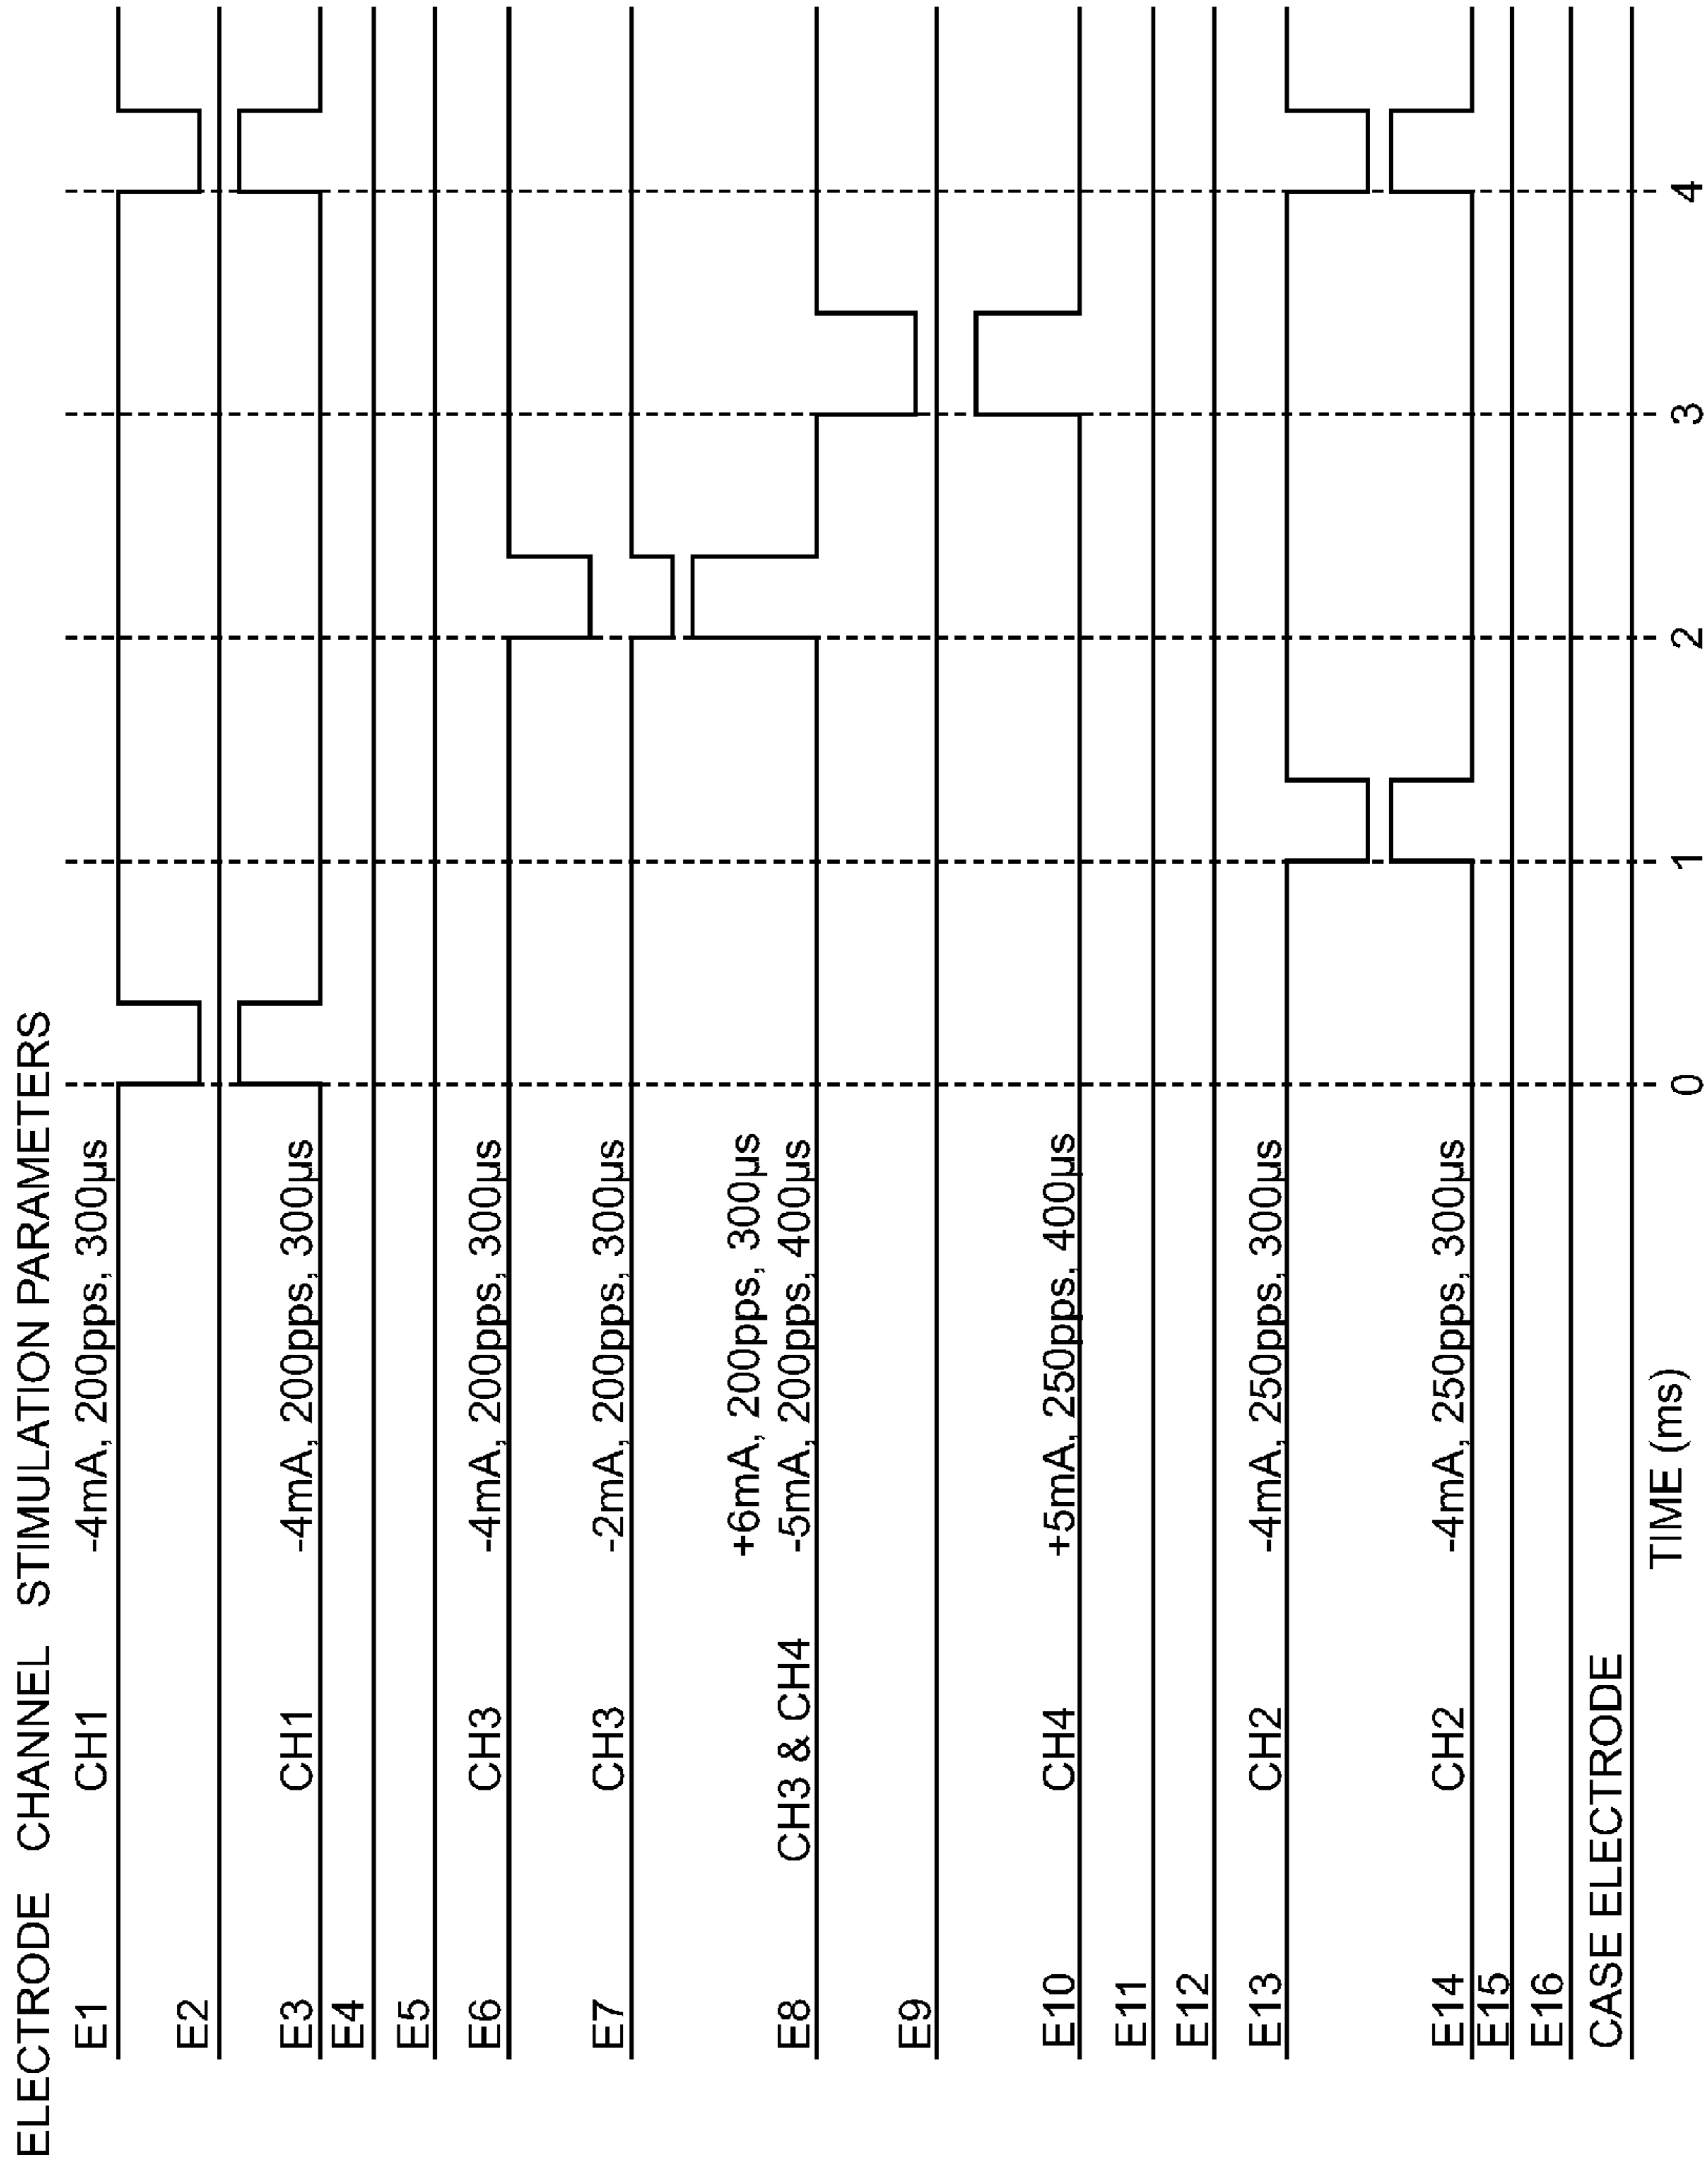 ELECTRODE CHANNEL STIMULATION PARAMETERS
E1 CH1 -4mA, 200pps, 300µs
E2
E3 CH1 -4mA, 200pps, 300µs
E4
E5
E6 CH3 -4mA, 200pps, 300µs
E7 CH3 -2mA, 200pps, 300µs
+6mA, 200pps, 300µs
E8 CH3 & CH4 -5mA, 200pps, 400µs
E9
E10 CH4 +5mA, 250pps, 400µs
E11
E12
E13 CH2 -4mA, 250pps, 300µs
E14 CH2 -4mA, 250pps, 300µs
E15
E16
CASE ELECTRODE
TIME (ms) 0 1 2 3 4